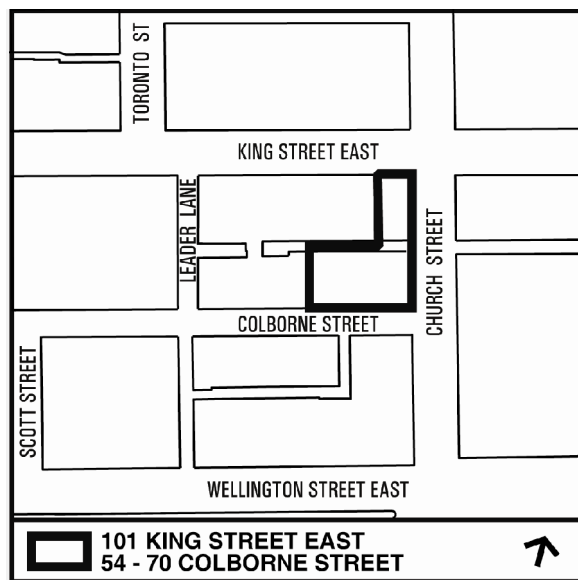 TORONTO ST
KING STREET EAST
LEADER LANE
CHURCH STREET
COLBORNE STREET
SCOTT STREET
WELLINGTON STREET EAST
101 KING STREET EAST
54 - 70 COLBORNE STREET